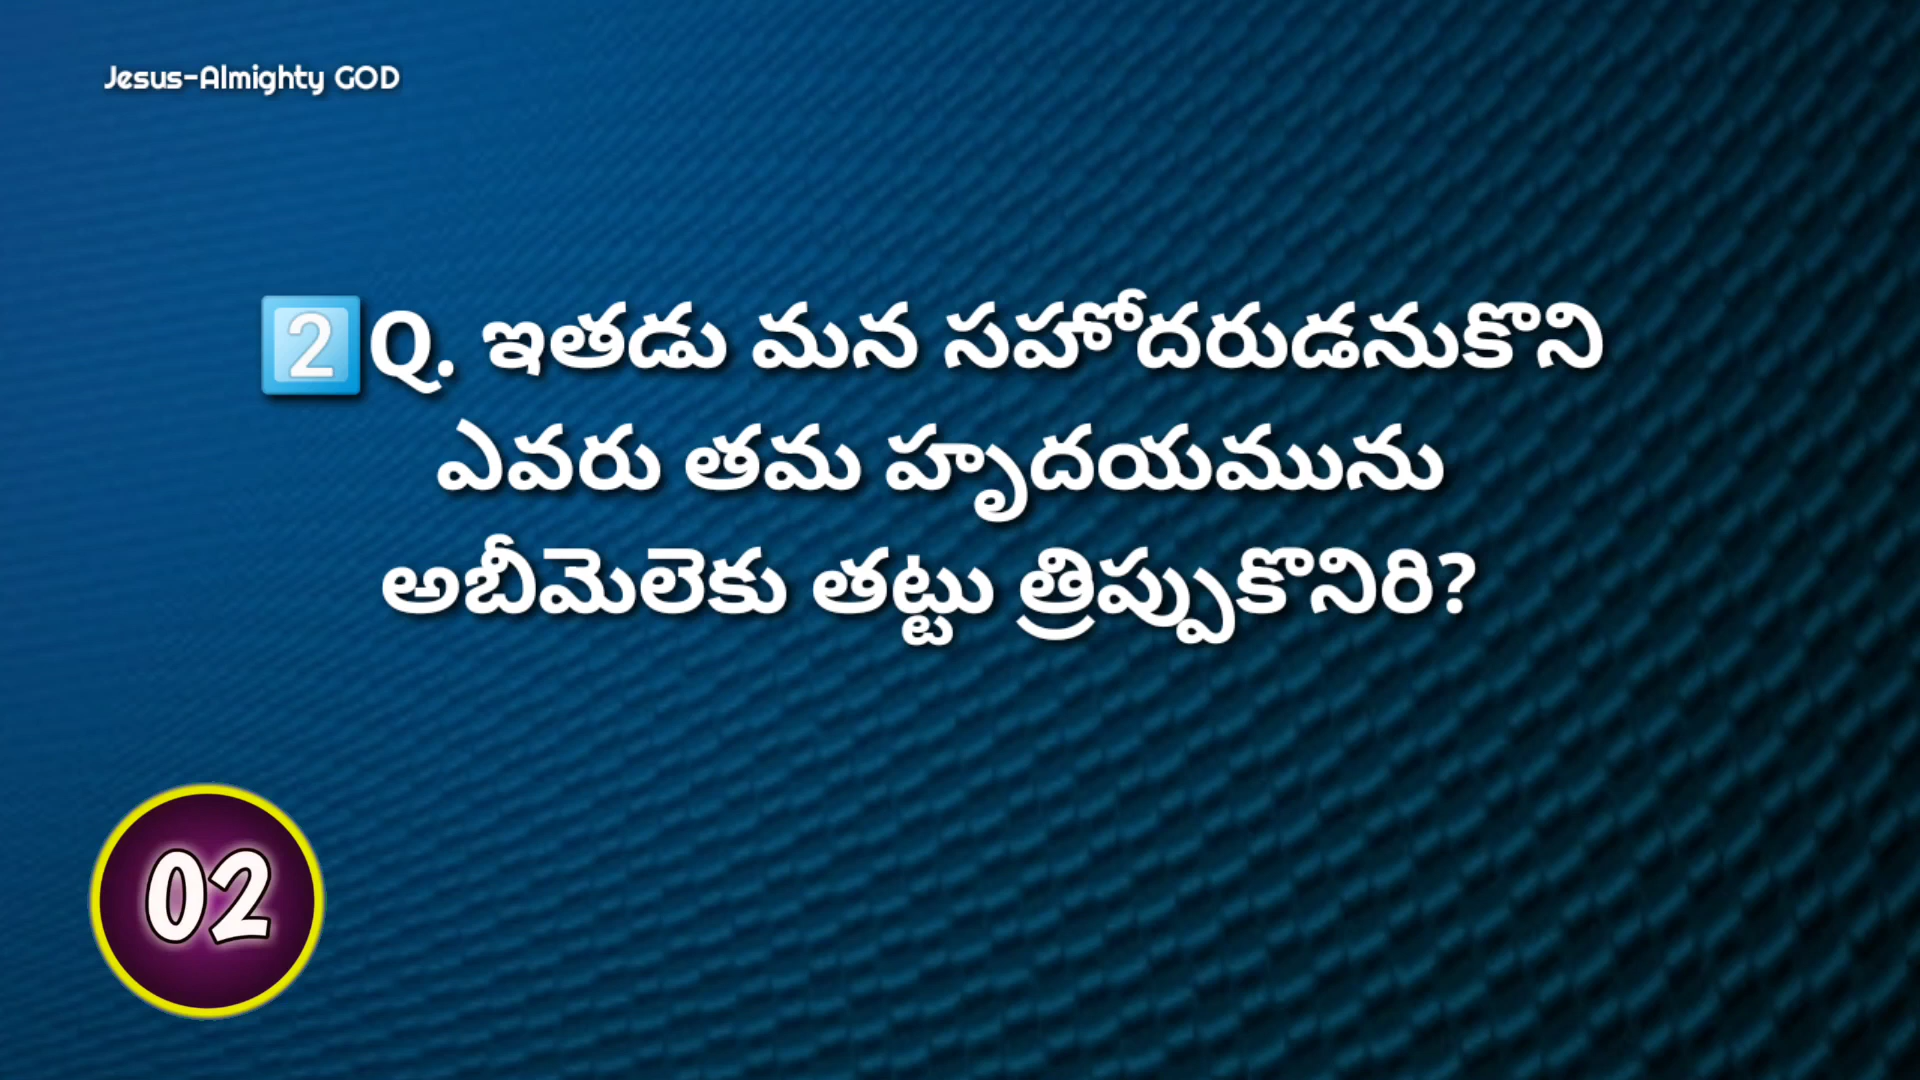 Jesus-Almighty GOD
2 Q. ఇతడు మన సహోదరుడనుకొని
ఎవరు తమ హృదయమును
అబీమెలెకు తట్టు త్రిప్పుకొనిరి?
02